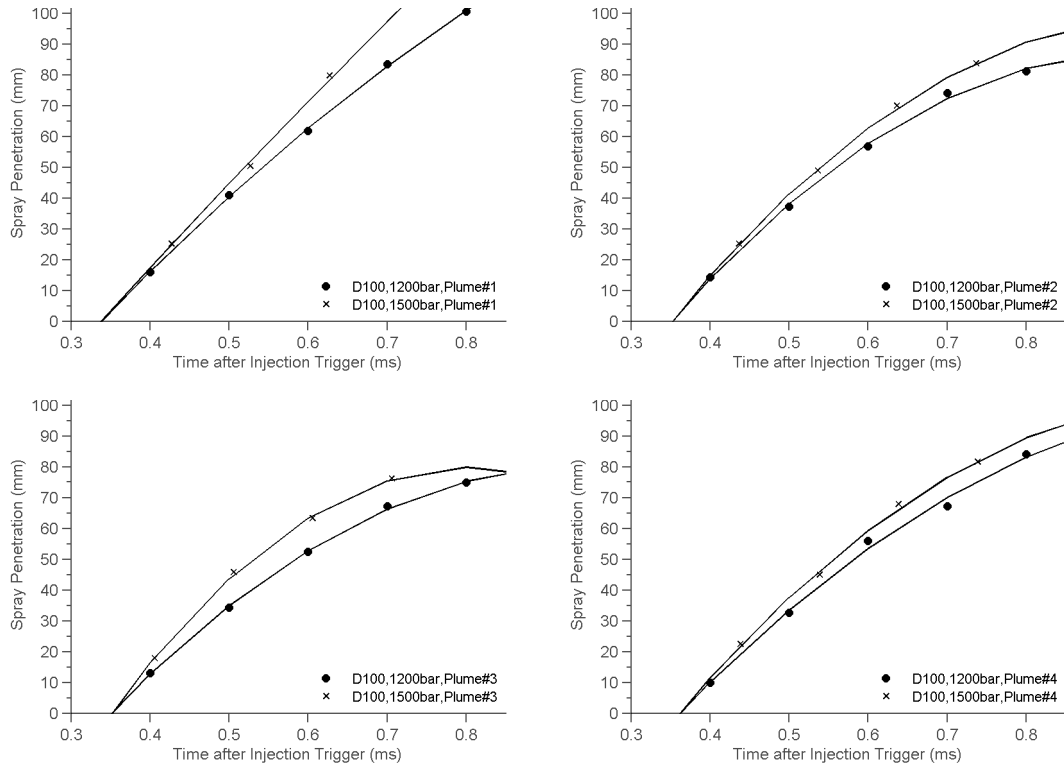 100
90
80
70
60
50
40
30
20
10
0
Spray Penetration (mm)
D100,1200bar,Plume#1
D100,1500bar,Plume#1
0.3 0.4 0.5 0.6 0.7 0.8
Time after Injection Trigger (ms)
100
90
80
70
60
50
40
30
20
10
0
Spray Penetration (mm)
D100,1200bar,Plume#2
D100,1500bar,Plume#2
0.3 0.4 0.5 0.6 0.7 0.8
Time after Injection Trigger (ms)
100
90
80
70
60
50
40
30
20
10
0
Spray Penetration (mm)
D100,1200bar,Plume#3
D100,1500bar,Plume#3
0.3 0.4 0.5 0.6 0.7 0.8
Time after Injection Trigger (ms)
100
90
80
70
60
50
40
30
20
10
0
Spray Penetration (mm)
D100,1200bar,Plume#4
D100,1500bar,Plume#4
0.3 0.4 0.5 0.6 0.7 0.8
Time after Injection Trigger (ms)